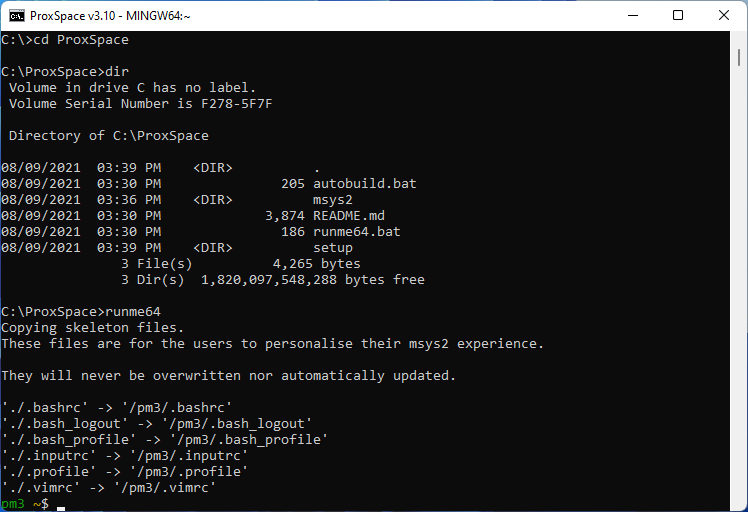 ProxSpace v3.10 - MINGW64:~
C:\>cd ProxSpace
C:\ProxSpace>dir
 Volume in drive C has no label.
 Volume Serial Number is F278-5F7F
 Directory of C:\ProxSpace
08/09/2021  03:39 PM    <DIR>          .
08/09/2021  03:30 PM               205 autobuild.bat
08/09/2021  03:36 PM    <DIR>          msys2
08/09/2021  03:30 PM             3,874 README.md
08/09/2021  03:30 PM               186 runme64.bat
08/09/2021  03:39 PM    <DIR>          setup
               3 File(s)          4,265 bytes
               3 Dir(s)  1,820,097,548,288 bytes free
C:\ProxSpace>runme64
Copying skeleton files.
These files are for the users to personalise their msys2 experience.
They will never be overwritten nor automatically updated.
'./.bashrc' -> '/pm3/.bashrc'
'./.bash_logout' -> '/pm3/.bash_logout'
'./.bash_profile' -> '/pm3/.bash_profile'
'./.inputrc' -> '/pm3/.inputrc'
'./.profile' -> '/pm3/.profile'
'./.vimrc' -> '/pm3/.vimrc'
pm3 ~$